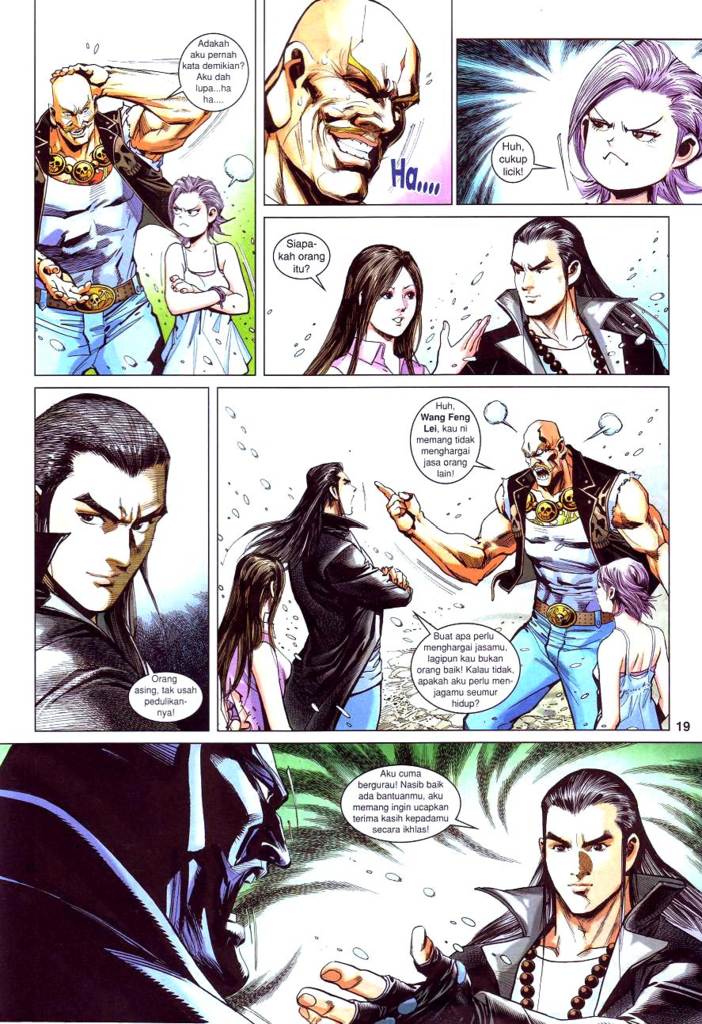 Adakah
aku pernah
kata demikian?
Aku dah
lupa...ha
ha....
Ha....
Huh,
cukup
licik!
Siapa-
kah orang
itu?
Orang
asing, tak usah
pedulikan-
nya!
Huh,
Wang Feng
Lei, kau ni
memang tidak
menghargai
jasa orang
lain!
Buat apa perlu
menghargai jasamu,
lagipun kau bukan
orang baik! Kalau tidak,
apakah aku perlu men-
jagamu seumur
hidup?
19
Aku cuma
bergurau! Nasib baik
ada bantuanmu, aku
memang ingin ucapkan
terima kasih kepadamu
secara ikhlas!